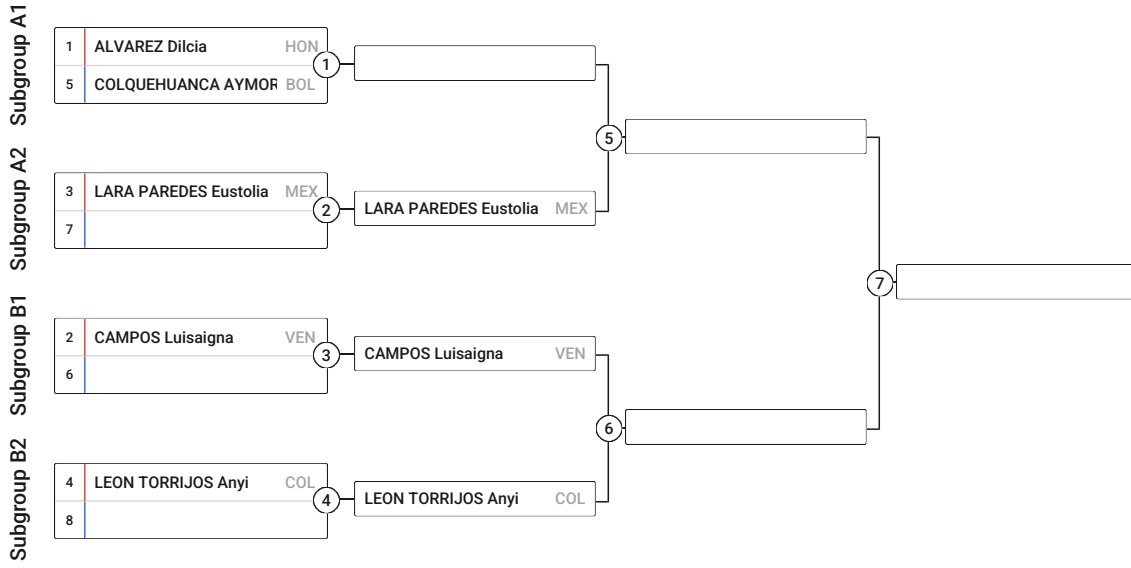 Subgroup A1
1 ALVAREZ Dilcia HON
5 COLQUEHUANCA AYMOR BOL
1
Subgroup A2
3 LARA PAREDES Eustolia MEX
7
2
LARA PAREDES Eustolia MEX
5
Subgroup B1
2 CAMPOS Luisaigna VEN
6
3
CAMPOS Luisaigna VEN
Subgroup B2
4 LEON TORRIJOS Anyi COL
8
4
LEON TORRIJOS Anyi COL
6
7